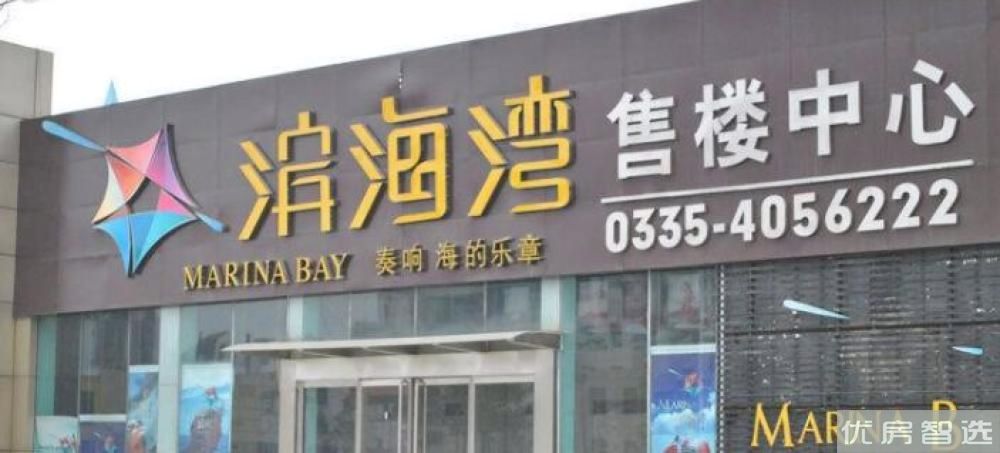 滨海湾
售楼中心
0335-4056222
MARINA BAY 奏响 海的乐章
MARINA B
优房智选